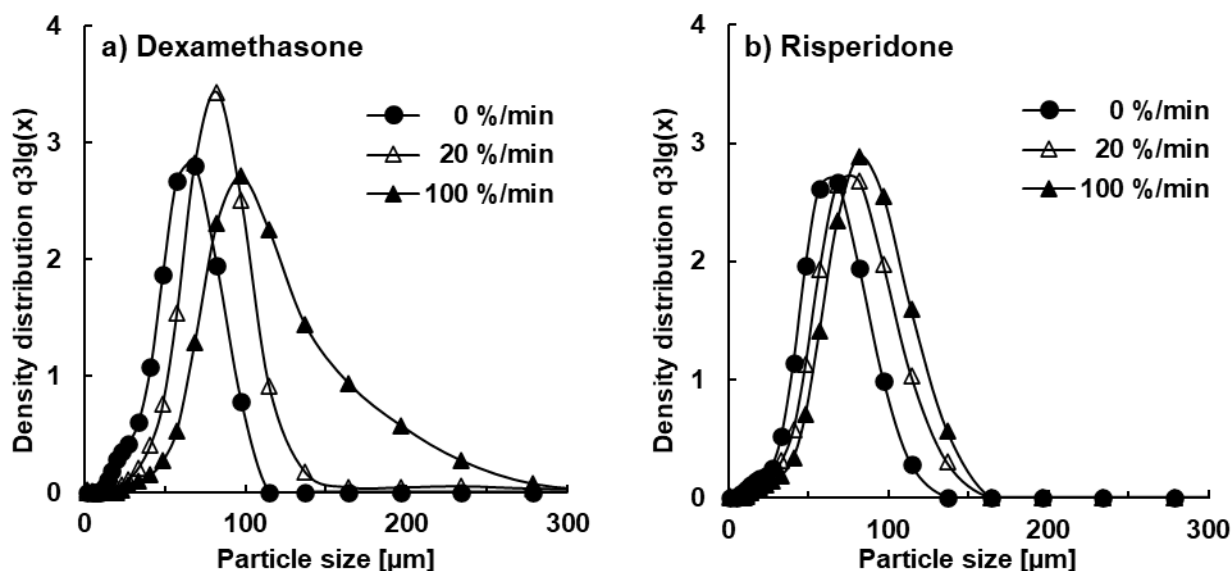 a) Dexamethasone
Density distribution q3lg(x)
4
3
2
1
0
0 %/min
20 %/min
100 %/min
0 100 200 300
Particle size [µm]
b) Risperidone
Density distribution q3lg(x)
4
3
2
1
0
0 %/min
20 %/min
100 %/min
0 100 200 300
Particle size [µm]